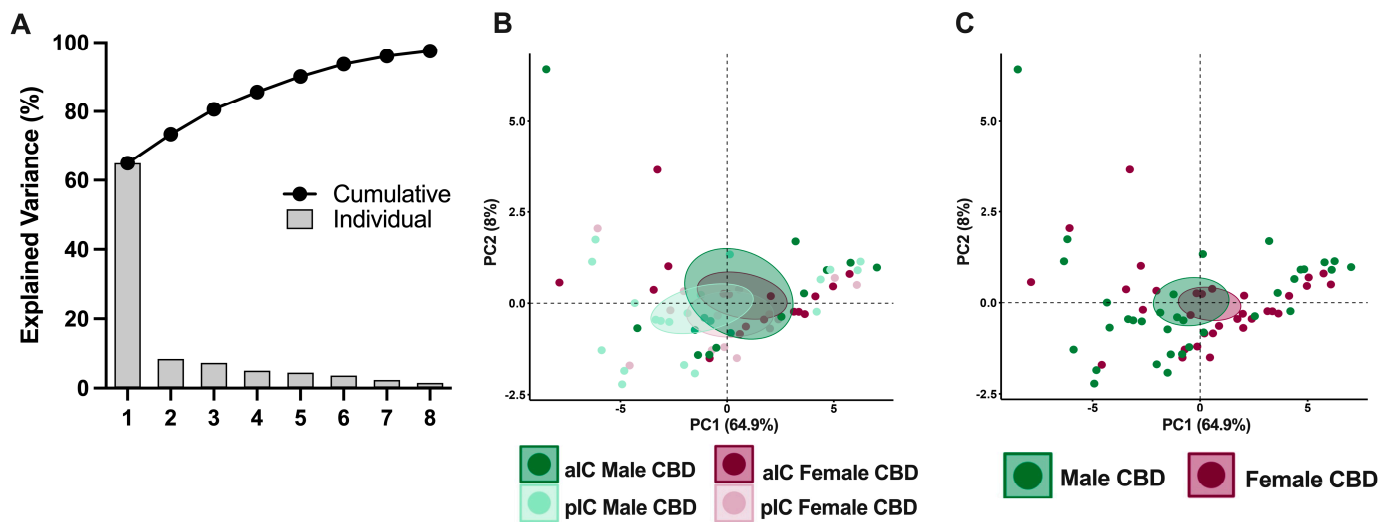 A
Explained Variance (%)
100
80
60
40
20
0
1 2 3 4 5 6 7 8
Cumulative
Individual
B
PC2 (8%)
5.0
2.5
0.0
-2.5
-5 0 5
PC1 (64.9%)
aIC Male CBD
aIC Female CBD
pIC Male CBD
pIC Female CBD
C
PC2 (8%)
5.0
2.5
0.0
-2.5
-5 0 5
PC1 (64.9%)
Male CBD
Female CBD